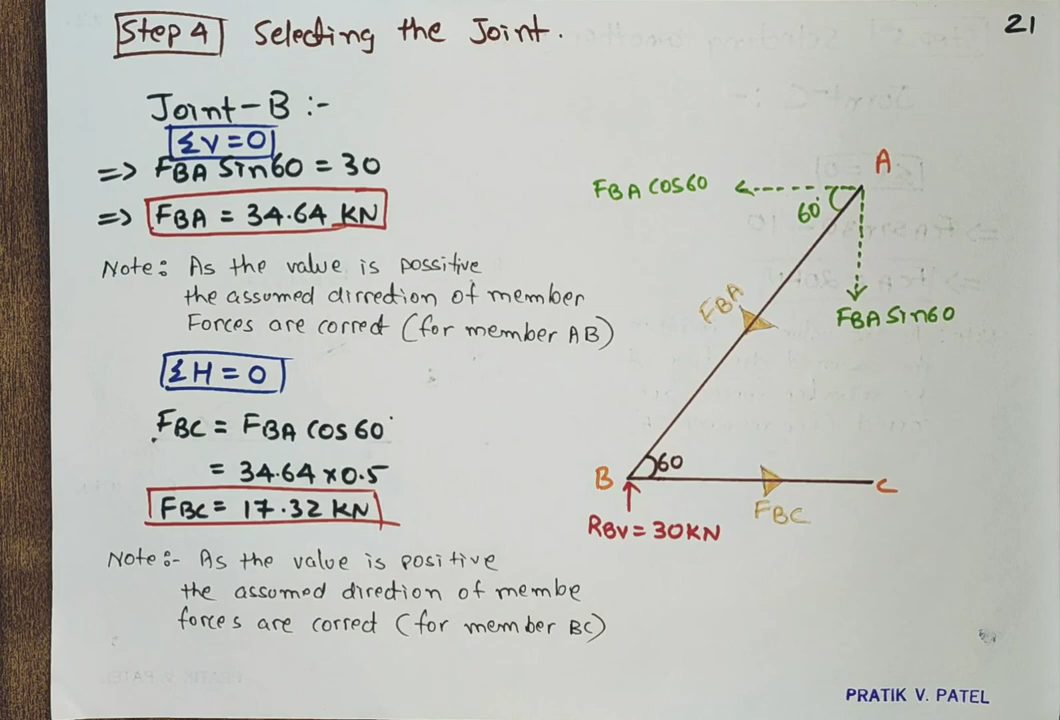 Step 4 Selecting the Joint.
21
Joint-B :-
ΣV=0
=> FBA Sin60 = 30
=> FBA = 34.64 KN
Note: As the value is possitive
the assumed dirrection of member
Forces are correct (for member AB)
ΣH = 0
FBC = FBA cos 60°
= 34.64 x 0.5
FBC = 17.32 KN
Note:- As the value is positive
the assumed direction of membe
forces are correct (for member BC)
A
FBA COS60
60°
FBA Sin60
FBA
60
B
C
FBC
RBV = 30KN
PRATIK V. PATEL